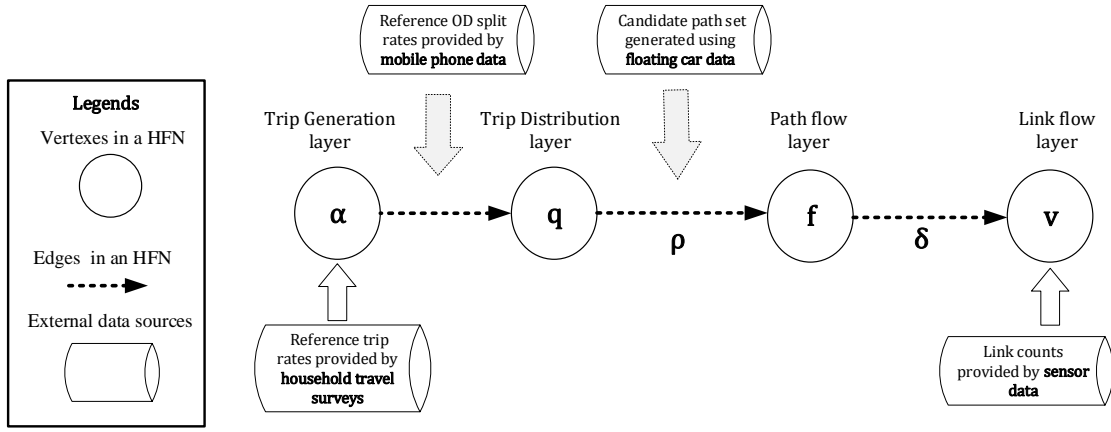 Reference OD split
rates provided by
mobile phone data
Candidate path set
generated using
floating car data
Legends
Vertexes in a HFN
Edges in an HFN
External data sources
Trip Generation
layer
Trip Distribution
layer
Path flow
layer
Link flow
layer
α
q
f
v
ρ
δ
Reference trip
rates provided by
household travel
surveys
Link counts
provided by sensor
data